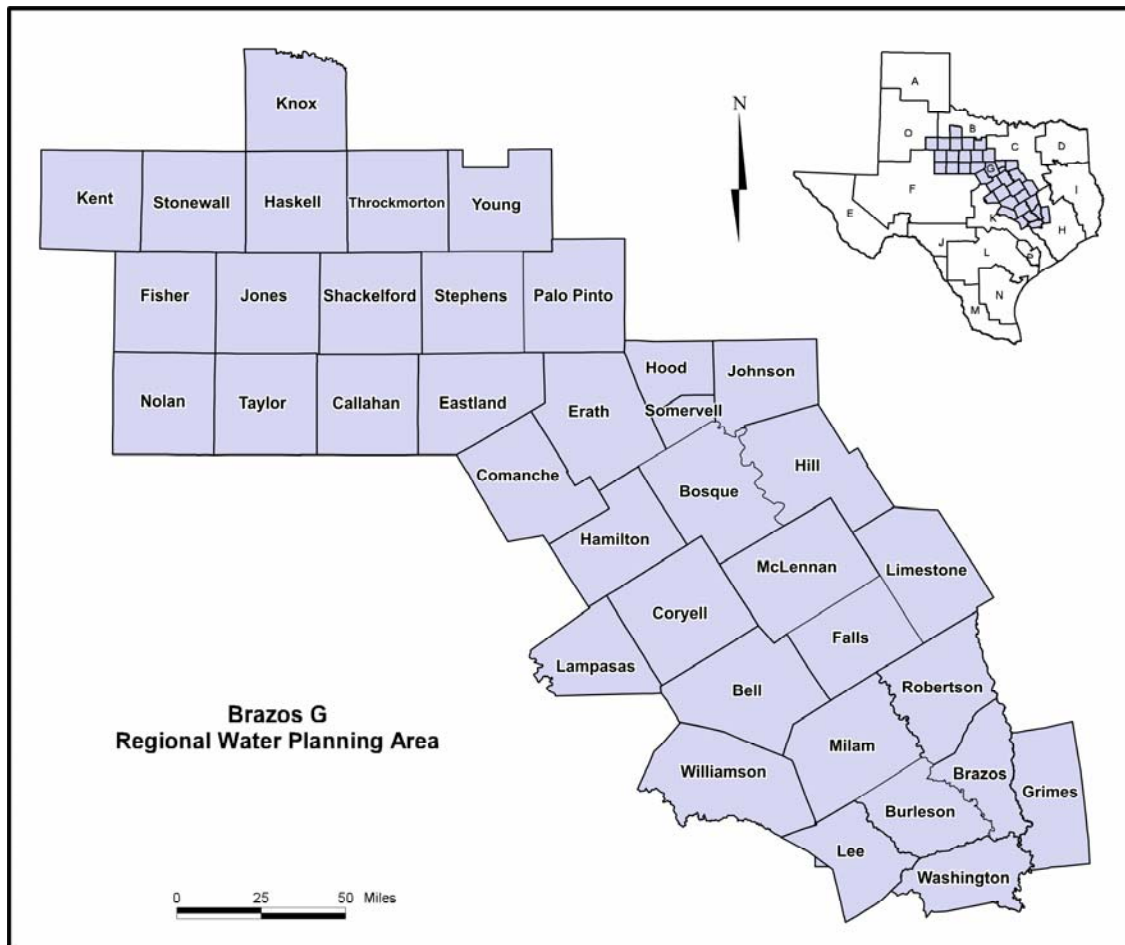 Knox
Kent
Stonewall
Haskell
Throckmorton
Young
Fisher
Jones
Shackelford
Stephens
Palo Pinto
Nolan
Taylor
Callahan
Eastland
Erath
Hood
Johnson
Somervell
Comanche
Bosque
Hill
Hamilton
McLennan
Limestone
Coryell
Falls
Lampasas
Bell
Robertson
Milam
Williamson
Brazos
Grimes
Burleson
Lee
Washington
Brazos G
Regional Water Planning Area
0 25 50 Miles
N
A
O
B
C
D
G
F
I
E
K
H
J
L
P
N
M